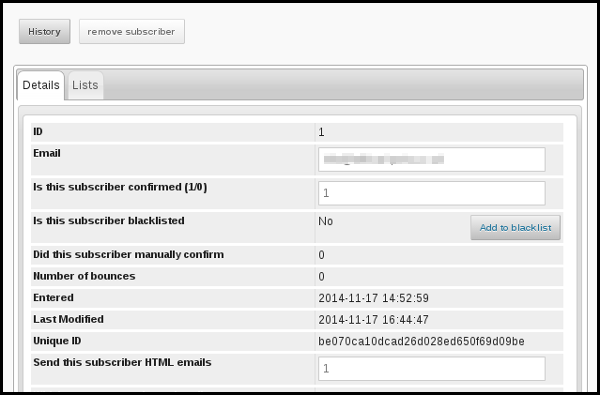 History remove subscriber
Details Lists
ID 1
Email
Is this subscriber confirmed (1/0) 1
Is this subscriber blacklisted No Add to blacklist
Did this subscriber manually confirm 0
Number of bounces 0
Entered 2014-11-17 14:52:59
Last Modified 2014-11-17 16:44:47
Unique ID be070ca10dcad26d028ed650f69d09be
Send this subscriber HTML emails 1